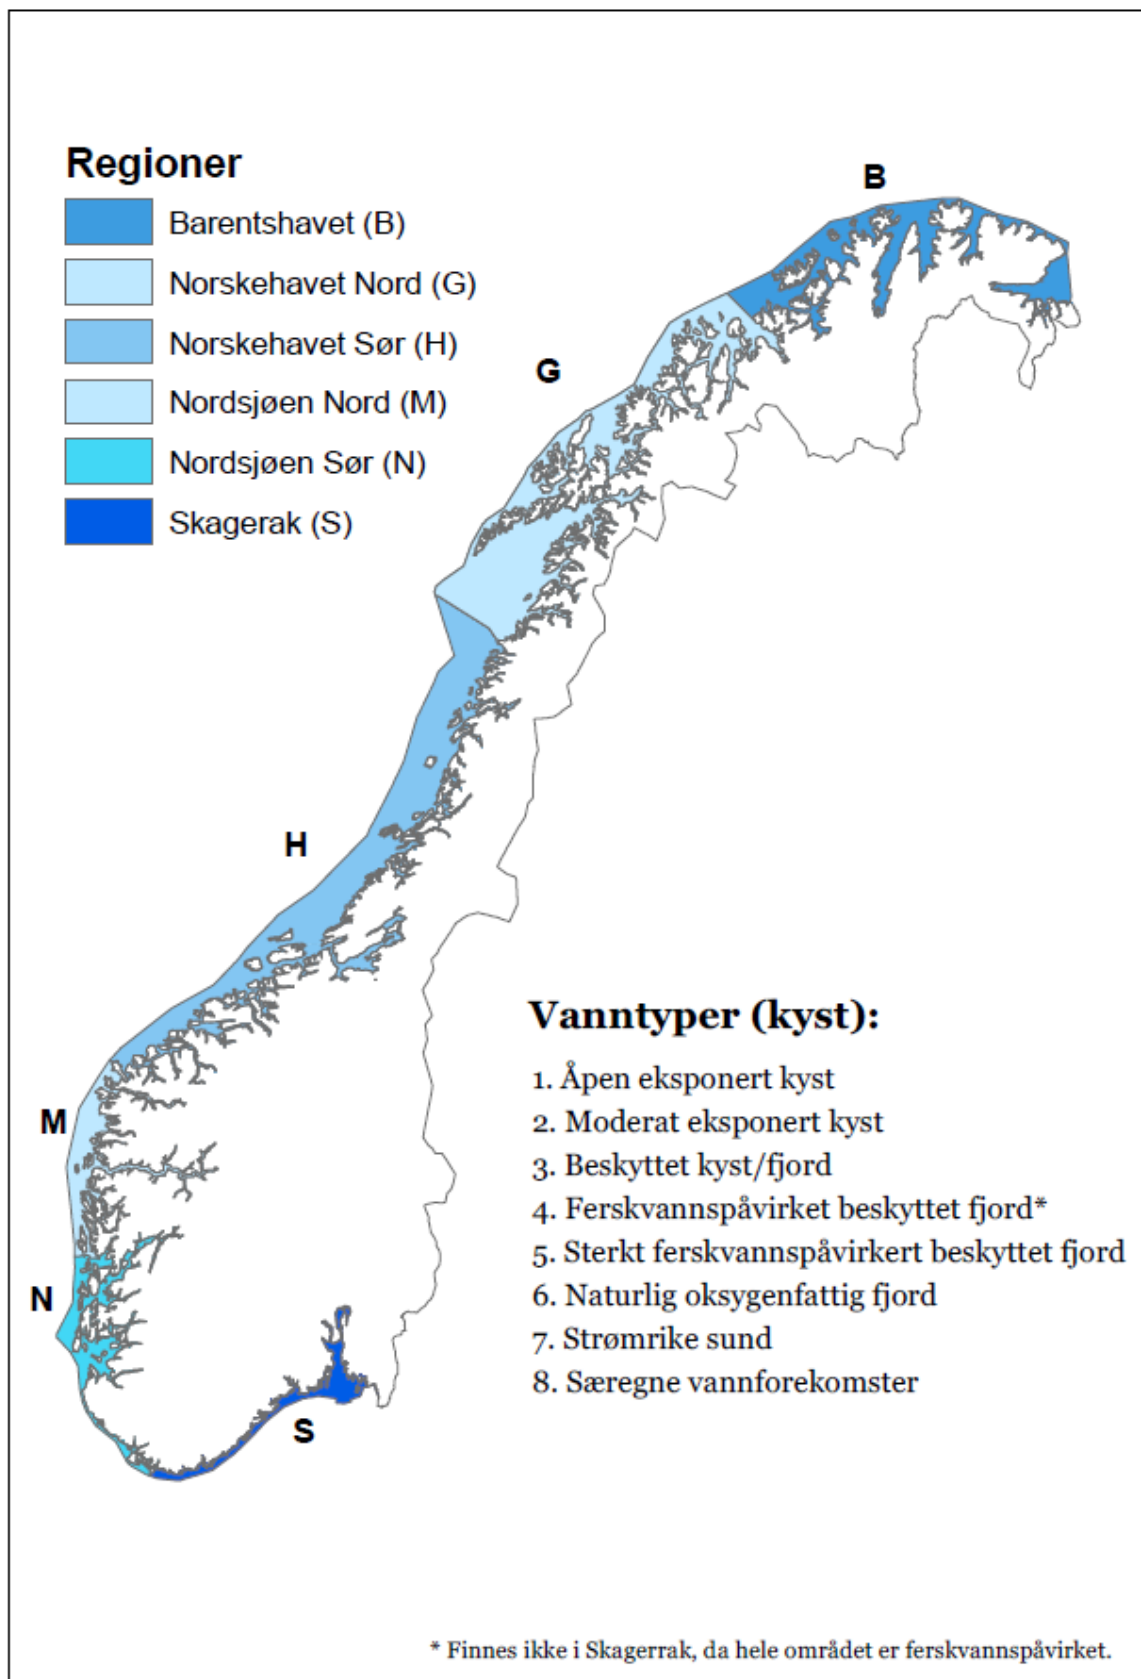 Regioner
Barentshavet (B)
Norskehavet Nord (G)
Norskehavet Sør (H)
Nordsjøen Nord (M)
Nordsjøen Sør (N)
Skagerak (S)
B
G
H
M
N
S
Vanntyper (kyst):
1. Åpen eksponert kyst
2. Moderat eksponert kyst
3. Beskyttet kyst/fjord
4. Ferskvannspåvirket beskyttet fjord*
5. Sterkt ferskvannspåvirkert beskyttet fjord
6. Naturlig oksygenfattig fjord
7. Strømrike sund
8. Særegne vannforekomster
* Finnes ikke i Skagerrak, da hele området er ferskvannspåvirket.